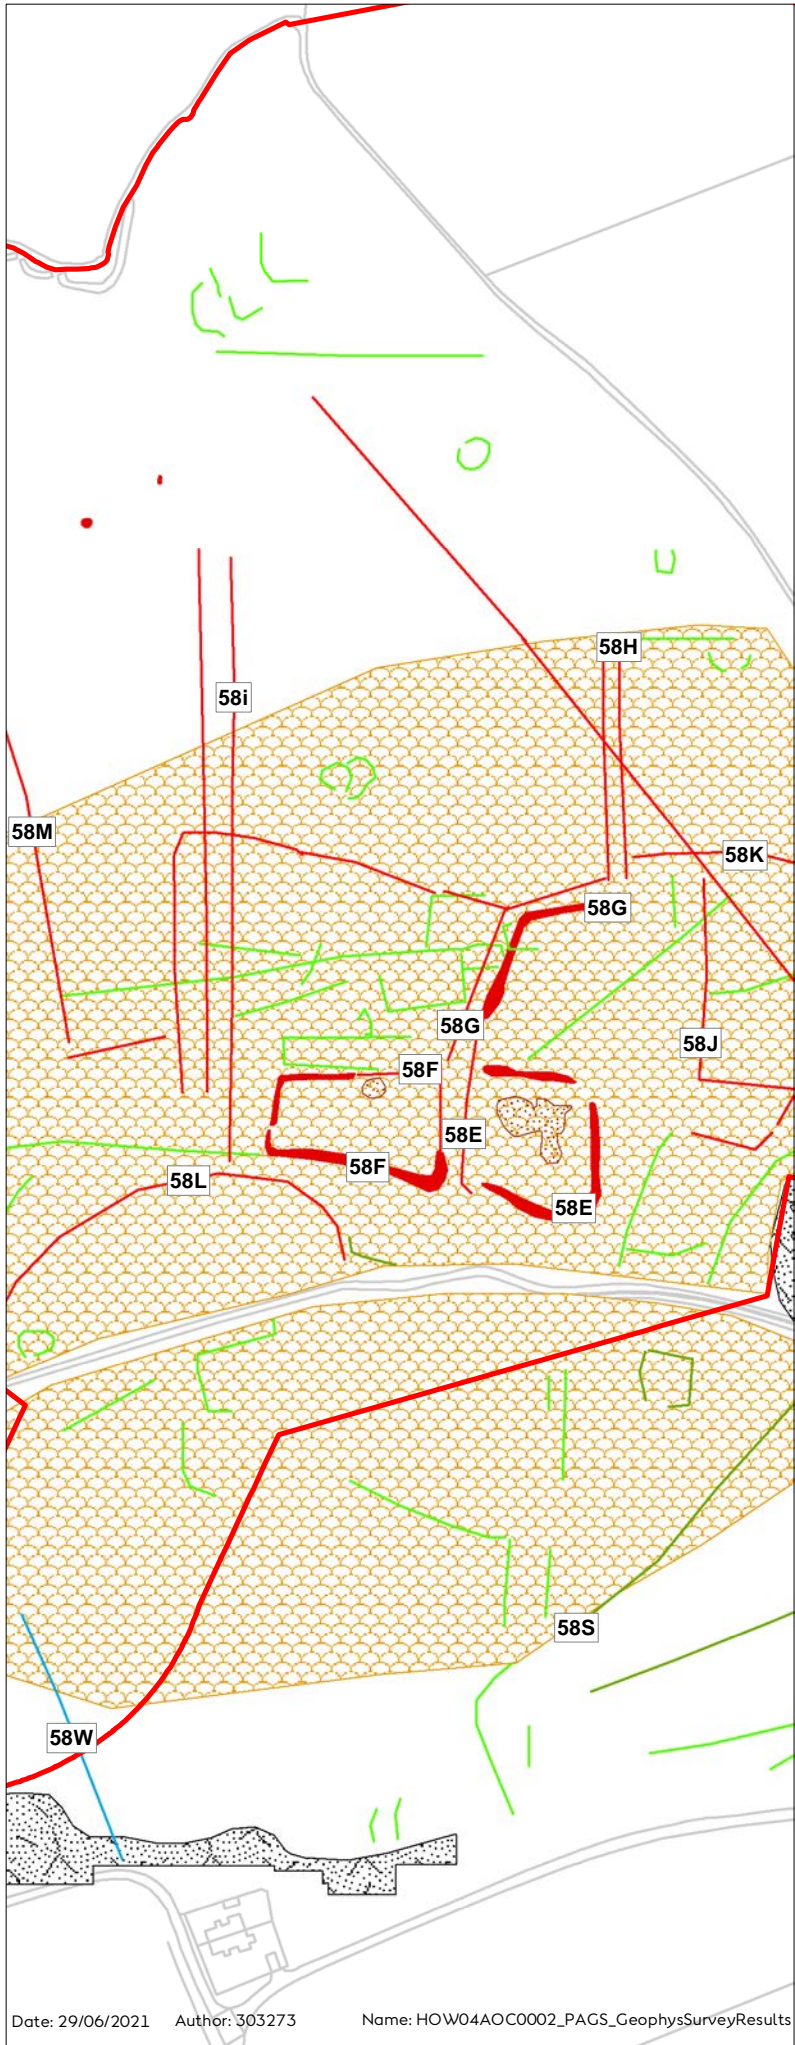 58H
58i
58M
58K
58G
58G
58J
58F
58E
58F
58L
58E
58S
58W
Date: 29/06/2021 Author: 303273 Name: HOW04AOC0002_PAGS_GeophysSurveyResults